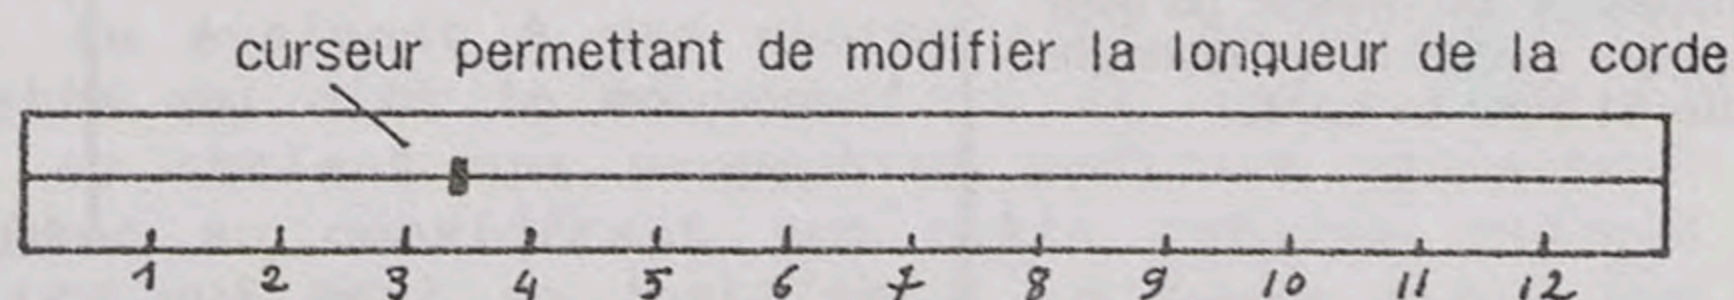 curseur permettant de modifier la longueur de la corde
1 2 3 4 5 6 7 8 9 10 11 12